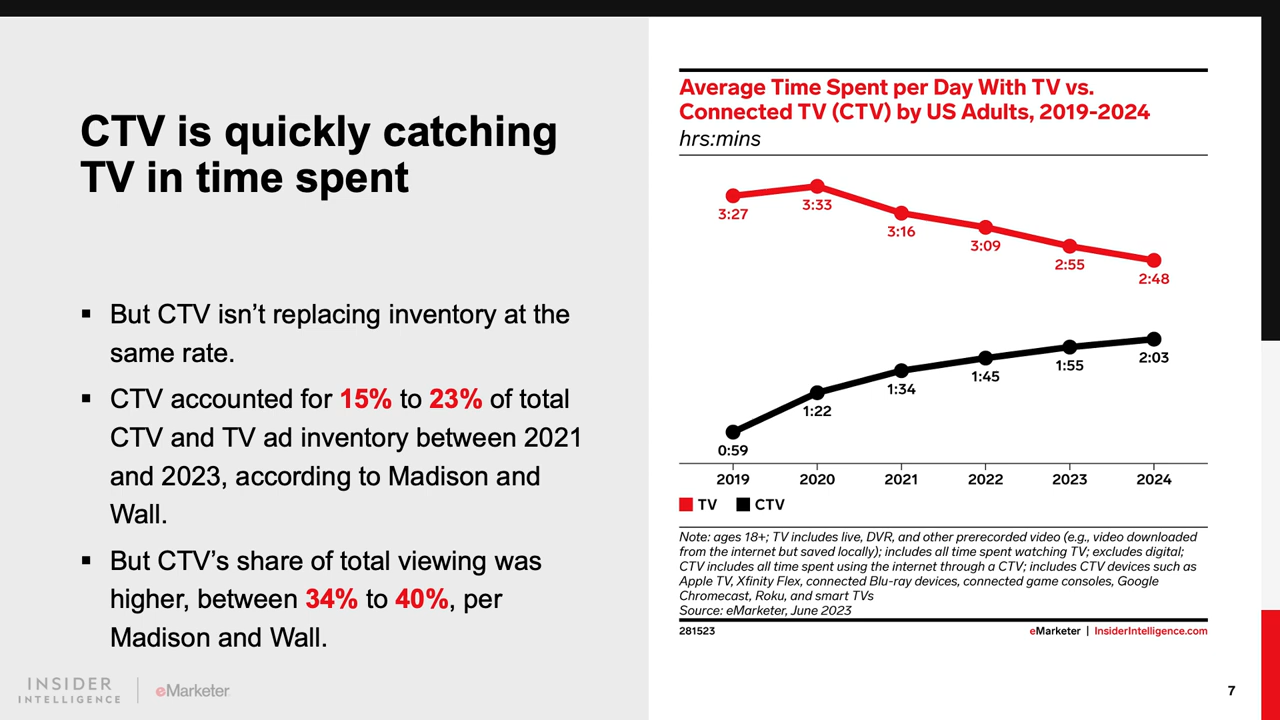 CTV is quickly catching
TV in time spent
▪ But CTV isn’t replacing inventory at the
same rate.
▪ CTV accounted for 15% to 23% of total
CTV and TV ad inventory between 2021
and 2023, according to Madison and
Wall.
▪ But CTV’s share of total viewing was
higher, between 34% to 40%, per
Madison and Wall.
INSIDER
INTELLIGENCE
eMarketer
Average Time Spent per Day With TV vs.
Connected TV (CTV) by US Adults, 2019-2024
hrs:mins
3:27
3:33
3:16
3:09
2:55
2:48
0:59
1:22
1:34
1:45
1:55
2:03
2019 2020 2021 2022 2023 2024
TV CTV
Note: ages 18+; TV includes live, DVR, and other prerecorded video (e.g., video downloaded
from the internet but saved locally); includes all time spent watching TV; excludes digital;
CTV includes all time spent using the internet through a CTV; includes CTV devices such as
Apple TV, Xfinity Flex, connected Blu-ray devices, connected game consoles, Google
Chromecast, Roku, and smart TVs
Source: eMarketer, June 2023
281523 eMarketer | InsiderIntelligence.com
7